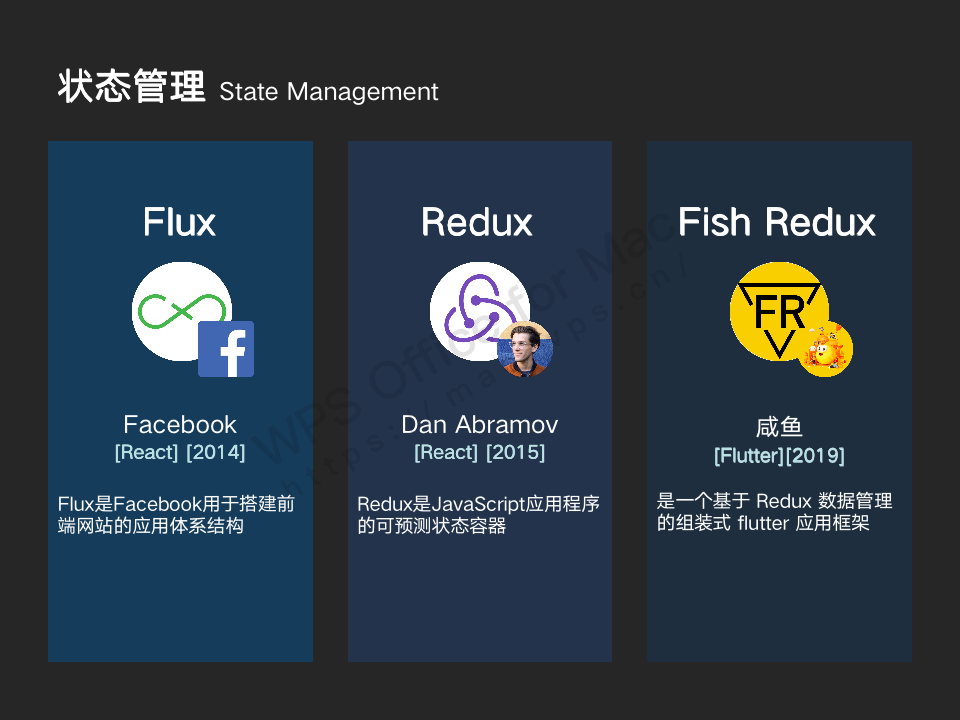 状态管理 State Management
Flux
Facebook
[React] [2014]
Flux是Facebook用于搭建前
端网站的应用体系结构
Redux
Dan Abramov
[React] [2015]
Redux是JavaScript应用程序
的可预测状态容器
Fish Redux
FR
咸鱼
[Flutter][2019]
是一个基于 Redux 数据管理
的组装式 flutter 应用框架
WPS Office for Mac